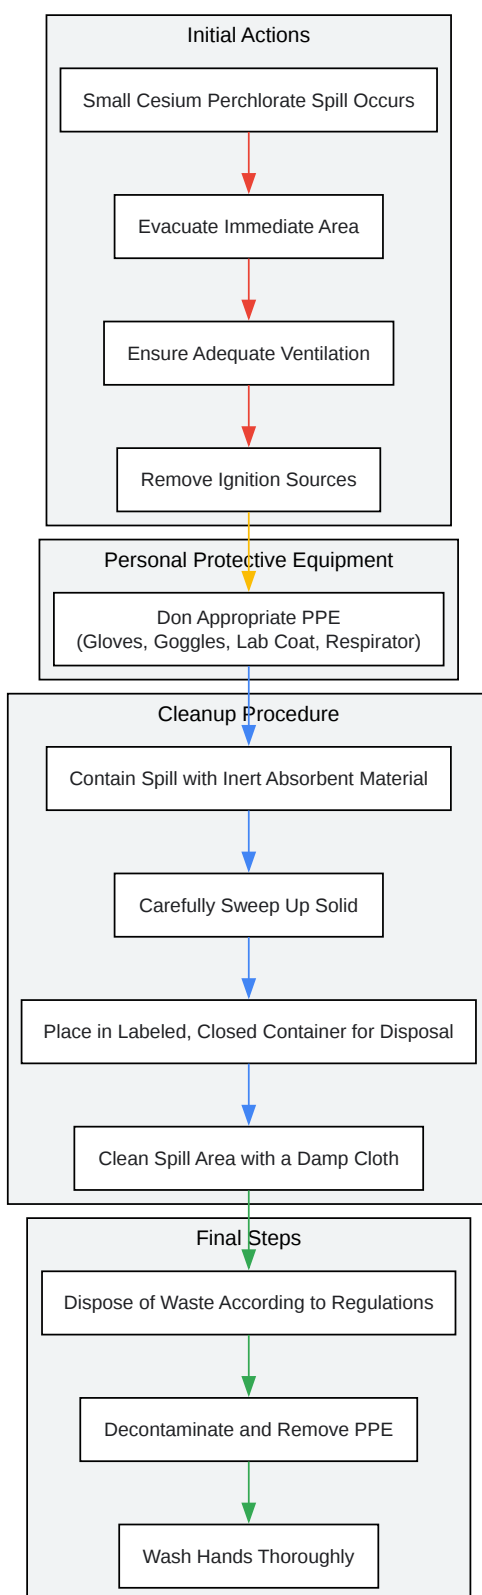 Initial Actions
Small Cesium Perchlorate Spill Occurs
Evacuate Immediate Area
Ensure Adequate Ventilation
Remove Ignition Sources
Personal Protective Equipment
Don Appropriate PPE
(Gloves, Goggles, Lab Coat, Respirator)
Cleanup Procedure
Contain Spill with Inert Absorbent Material
Carefully Sweep Up Solid
Place in Labeled, Closed Container for Disposal
Clean Spill Area with a Damp Cloth
Final Steps
Dispose of Waste According to Regulations
Decontaminate and Remove PPE
Wash Hands Thoroughly